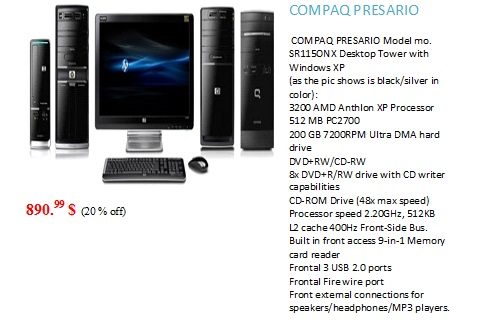 COMPAQ PRESARIO
COMPAQ PRESARIO Model mo.
SR1150NX Desktop Tower with
Windows XP
(as the pic shows is black/silver in
color):
3200 AMD Anthlon XP Processor
512 MB PC2700
200 GB 7200RPM Ultra DMA hard
drive
DVD+RW/CD-RW
8x DVD+R/RW drive with CD writer
capabilities
CD-ROM Drive (48x max speed)
Processor speed 2.20GHz, 512KB
L2 cache 400Hz Front-Side Bus.
Built in front access 9-in-1 Memory
card reader
Frontal 3 USB 2.0 ports
Frontal Firewire port
Front external connections for
speakers/headphones/MP3 players.
890.99 $ (20 % off)